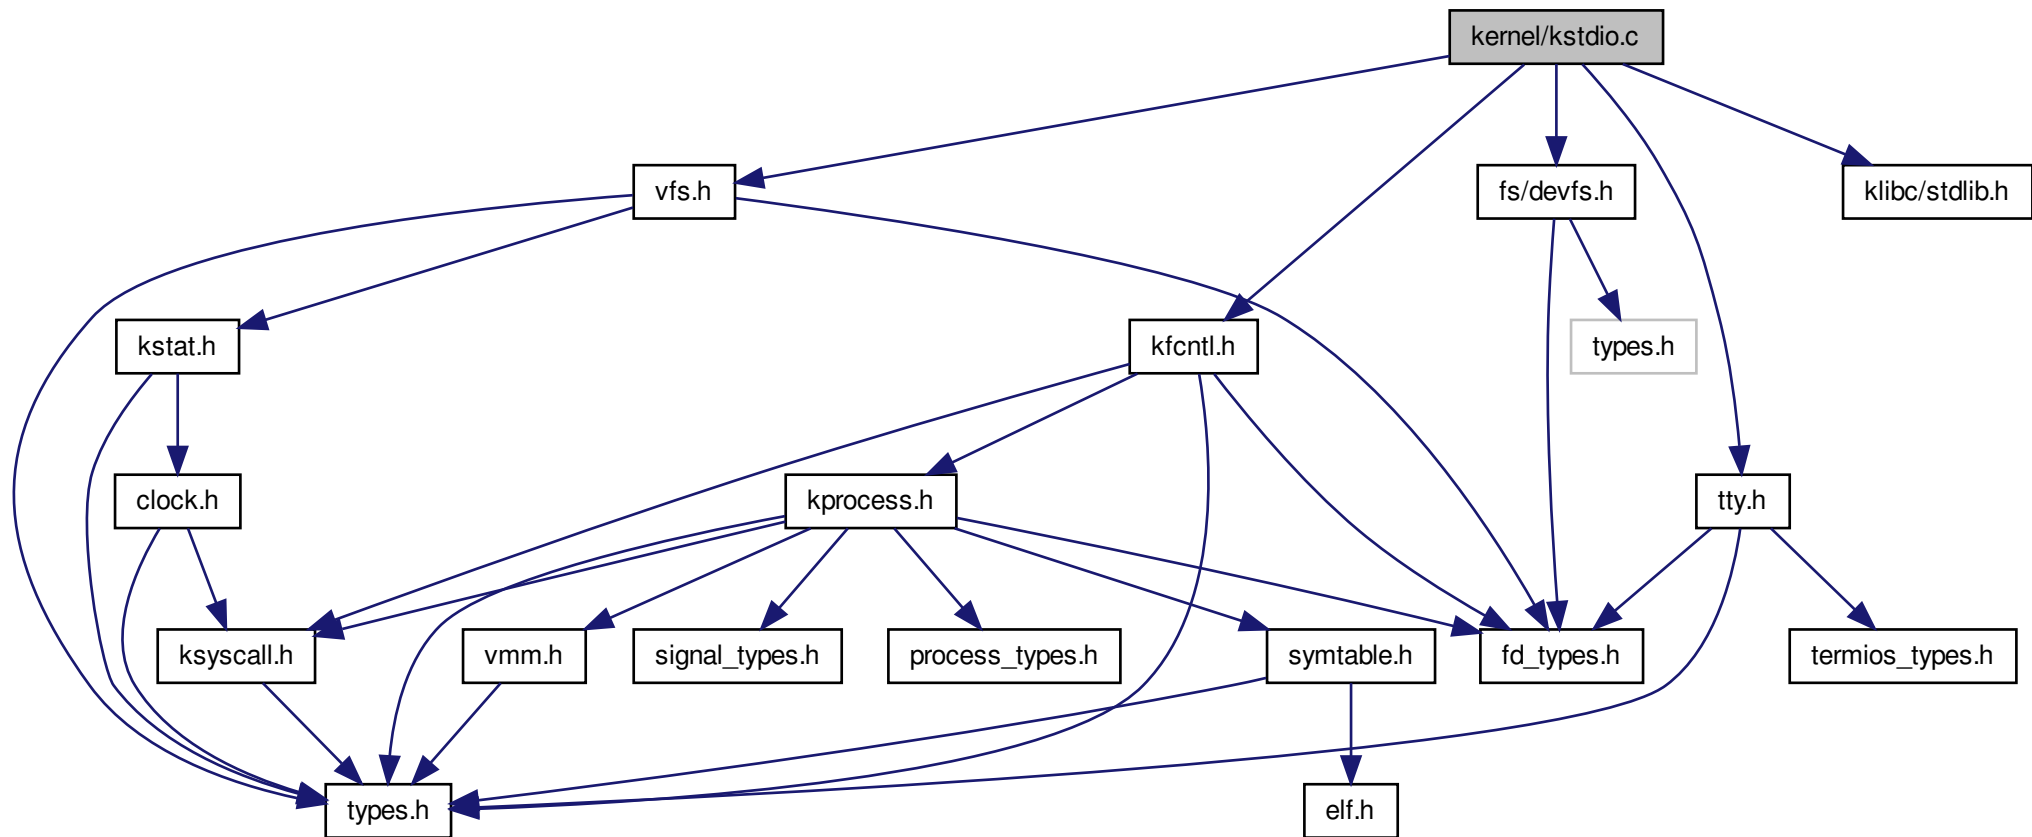 kernel/kstdio.c
vfs.h
fs/devfs.h
klibc/stdlib.h
kstat.h
kfcntl.h
types.h
clock.h
kprocess.h
tty.h
ksyscall.h
vmm.h
signal_types.h
process_types.h
symtable.h
fd_types.h
termios_types.h
types.h
elf.h